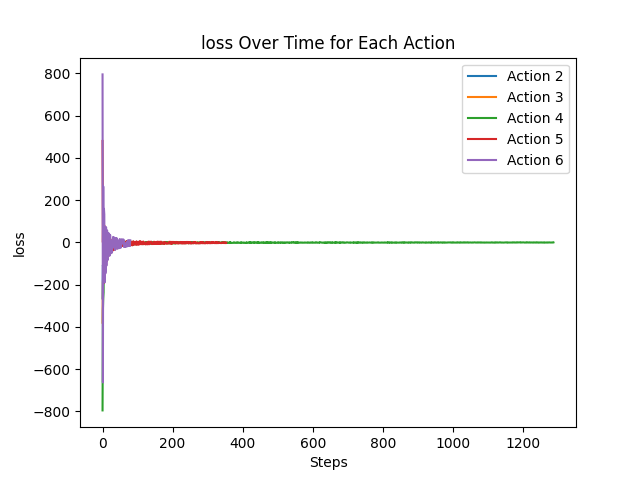 loss Over Time for Each Action
800
600
400
200
0
−200
−400
−600
−800
loss
0
200
400
600
800
1000
1200
Steps
Action 2
Action 3
Action 4
Action 5
Action 6